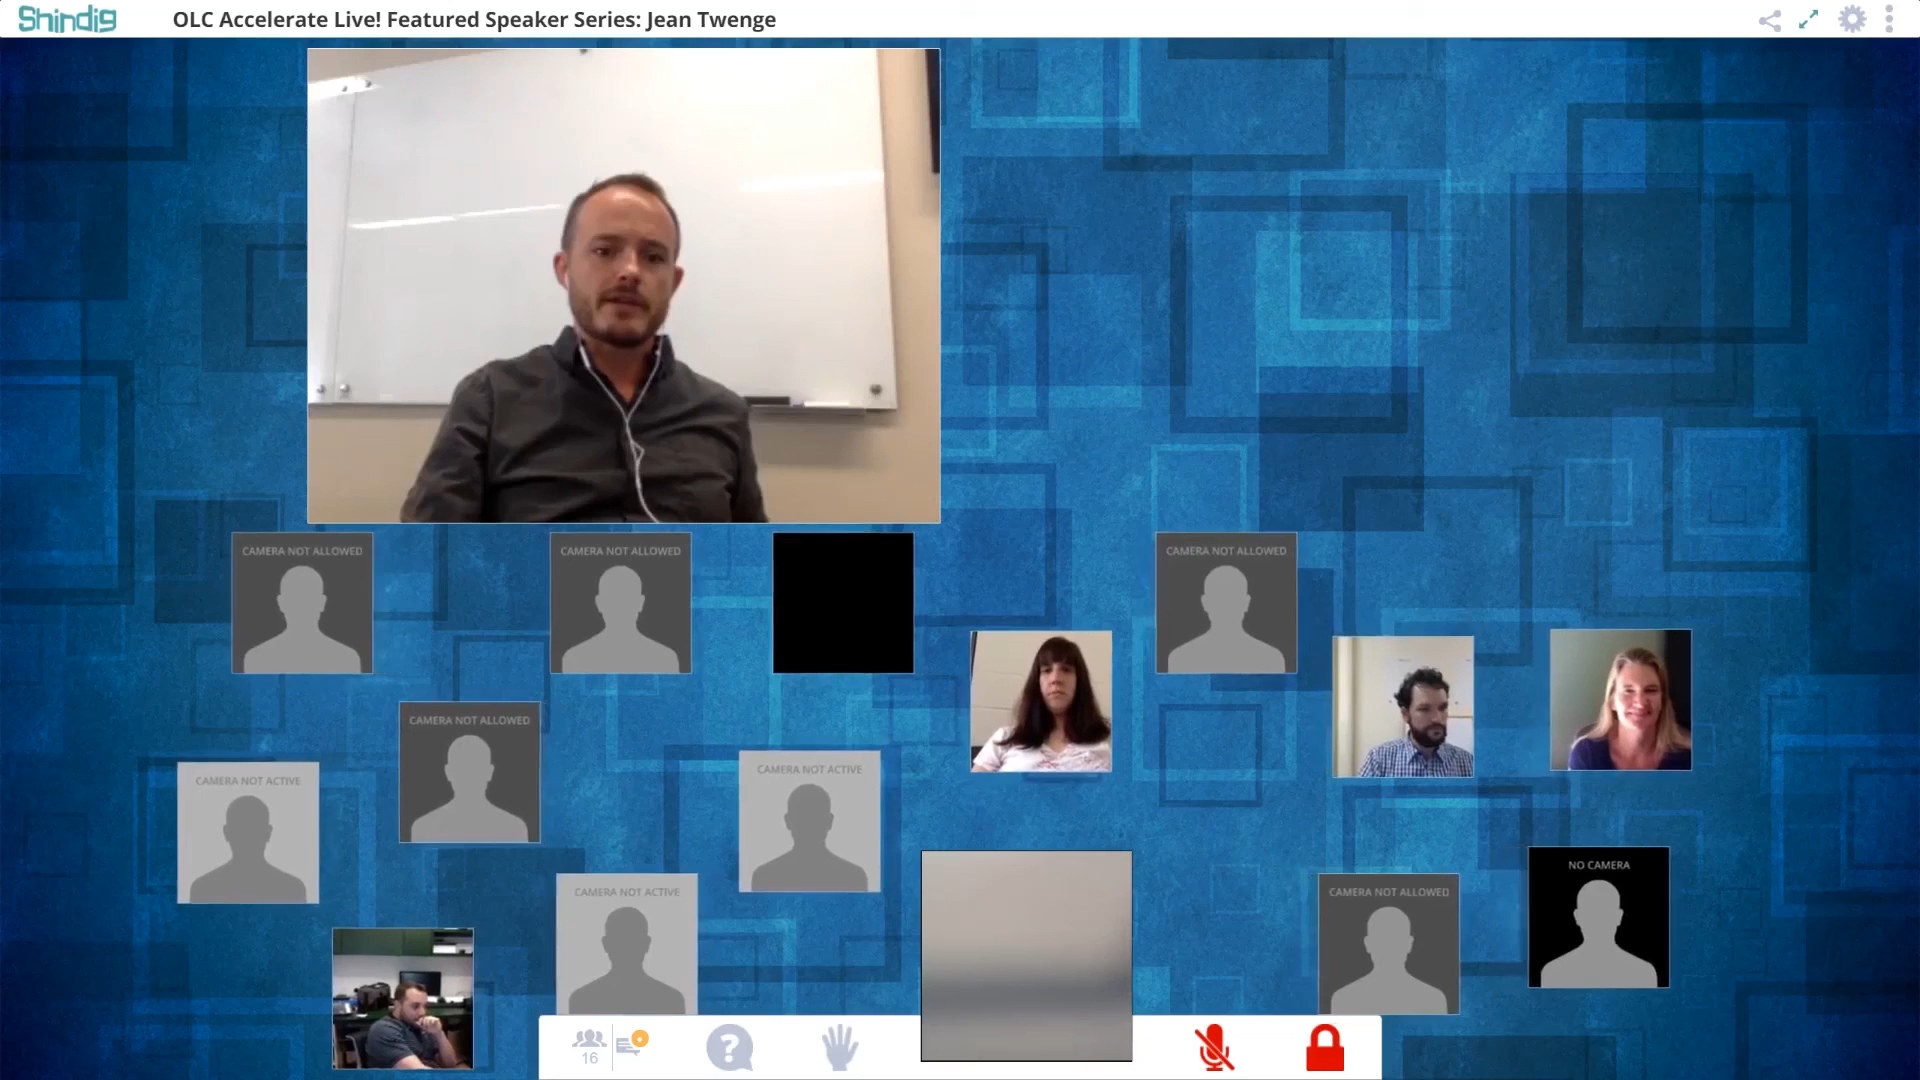 Shindig
OLC Accelerate Live! Featured Speaker Series: Jean Twenge
CAMERA NOT ALLOWED
CAMERA NOT ALLOWED
CAMERA NOT ALLOWED
CAMERA NOT ALLOWED
CAMERA NOT ACTIVE
CAMERA NOT ACTIVE
NO CAMERA
CAMERA NOT ACTIVE
CAMERA NOT ALLOWED
16
?